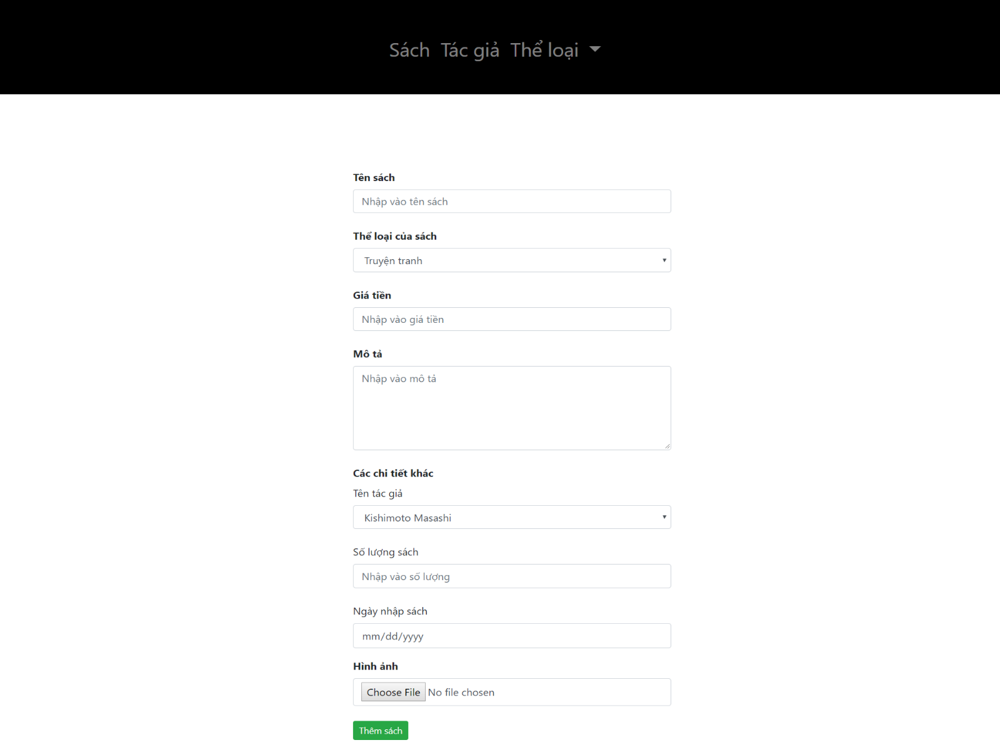 Sách Tác giả Thể loại
Tên sách
Nhập vào tên sách
Thể loại của sách
Truyện tranh
Giá tiền
Nhập vào giá tiền
Mô tả
Nhập vào mô tả
Các chi tiết khác
Tên tác giả
Kishimoto Masashi
Số lượng sách
Nhập vào số lượng
Ngày nhập sách
mm/dd/yyyy
Hình ảnh
Choose File No file chosen
Thêm sách